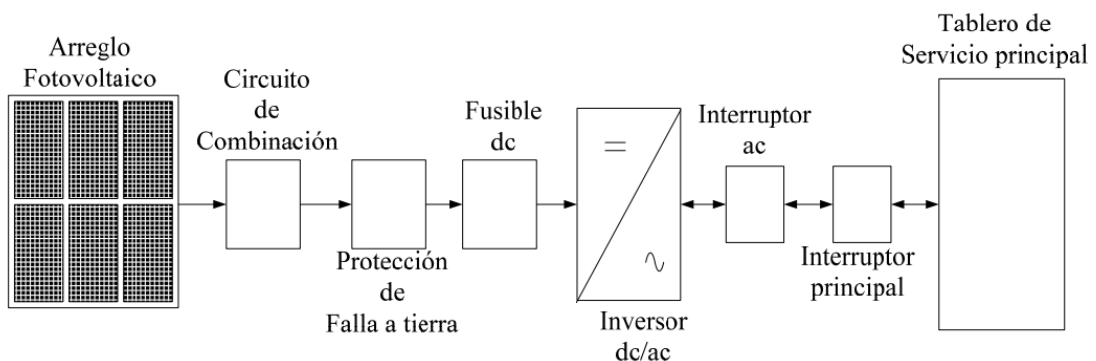 Arreglo
Fotovoltaico
Circuito
de
Combinación
Protección
de
Falla a tierra
Fusible
dc
Inversor
dc/ac
Interruptor
ac
Interruptor
principal
Tablero de
Servicio principal